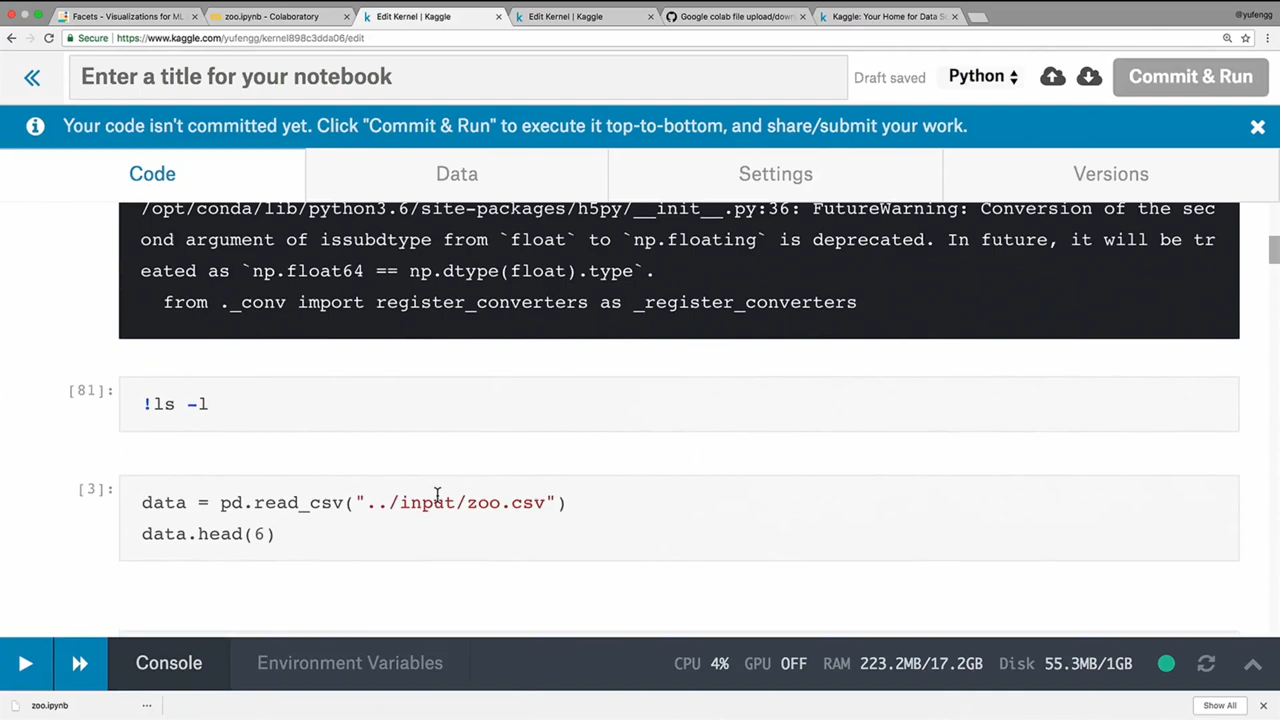 Facets - Visualizations for ML
zoo.ipynb - Colaboratory
Edit Kernel | Kaggle
Edit Kernel | Kaggle
Google colab file upload/down
Kaggle: Your Home for Data S
@yufengg
Secure https://www.kaggle.com/yufengg/kernel898c3dda06/edit
Enter a title for your notebook
Draft saved
Python
Commit & Run
Your code isn't committed yet. Click "Commit & Run" to execute it top-to-bottom, and share/submit your work.
Code
Data
Settings
Versions
/opt/conda/lib/python3.6/site-packages/h5py/__init__.py:36: FutureWarning: Conversion of the sec
ond argument of issubdtype from `float` to `np.floating` is deprecated. In future, it will be tr
eated as `np.float64 == np.dtype(float).type`.
from ._conv import register_converters as _register_converters
[81]:
!ls -l
[3]:
data = pd.read_csv("../input/zoo.csv")
data.head(6)
Console
Environment Variables
CPU 4% GPU OFF RAM 223.2MB/17.2GB Disk 55.3MB/1GB
zoo.ipynb
Show All